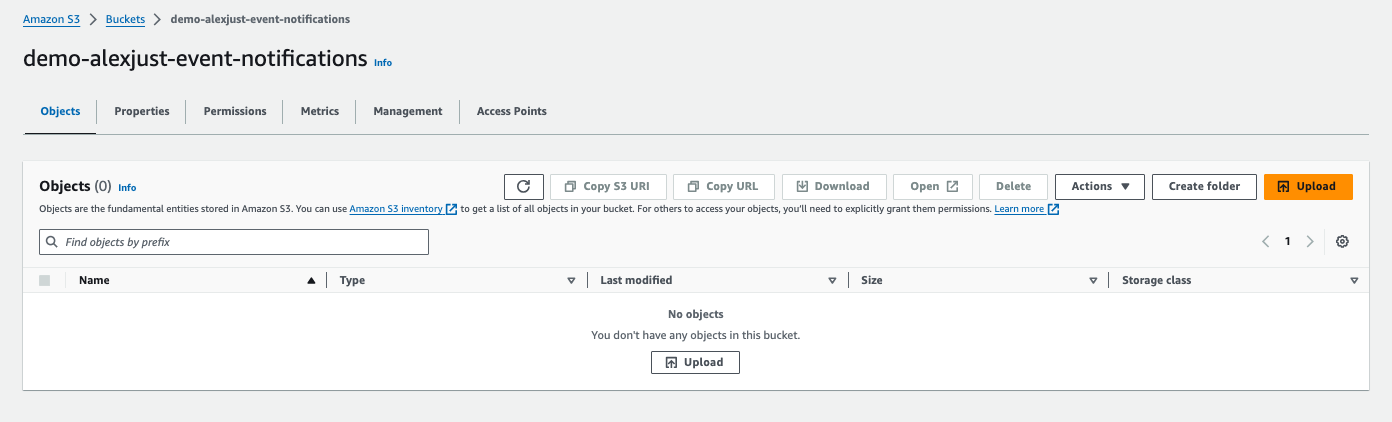 Amazon S3 > Buckets > demo-alexjust-event-notifications
demo-alexjust-event-notifications Info
Objects Properties Permissions Metrics Management Access Points
Objects (0) Info Copy S3 URI Copy URL Download Open Delete Actions Create folder Upload
Objects are the fundamental entities stored in Amazon S3. You can use Amazon S3 inventory to get a list of all objects in your bucket. For others to access your objects, you'll need to explicitly grant them permissions. Learn more
Find objects by prefix 1
Name Type Last modified Size Storage class
No objects
You don't have any objects in this bucket.
Upload